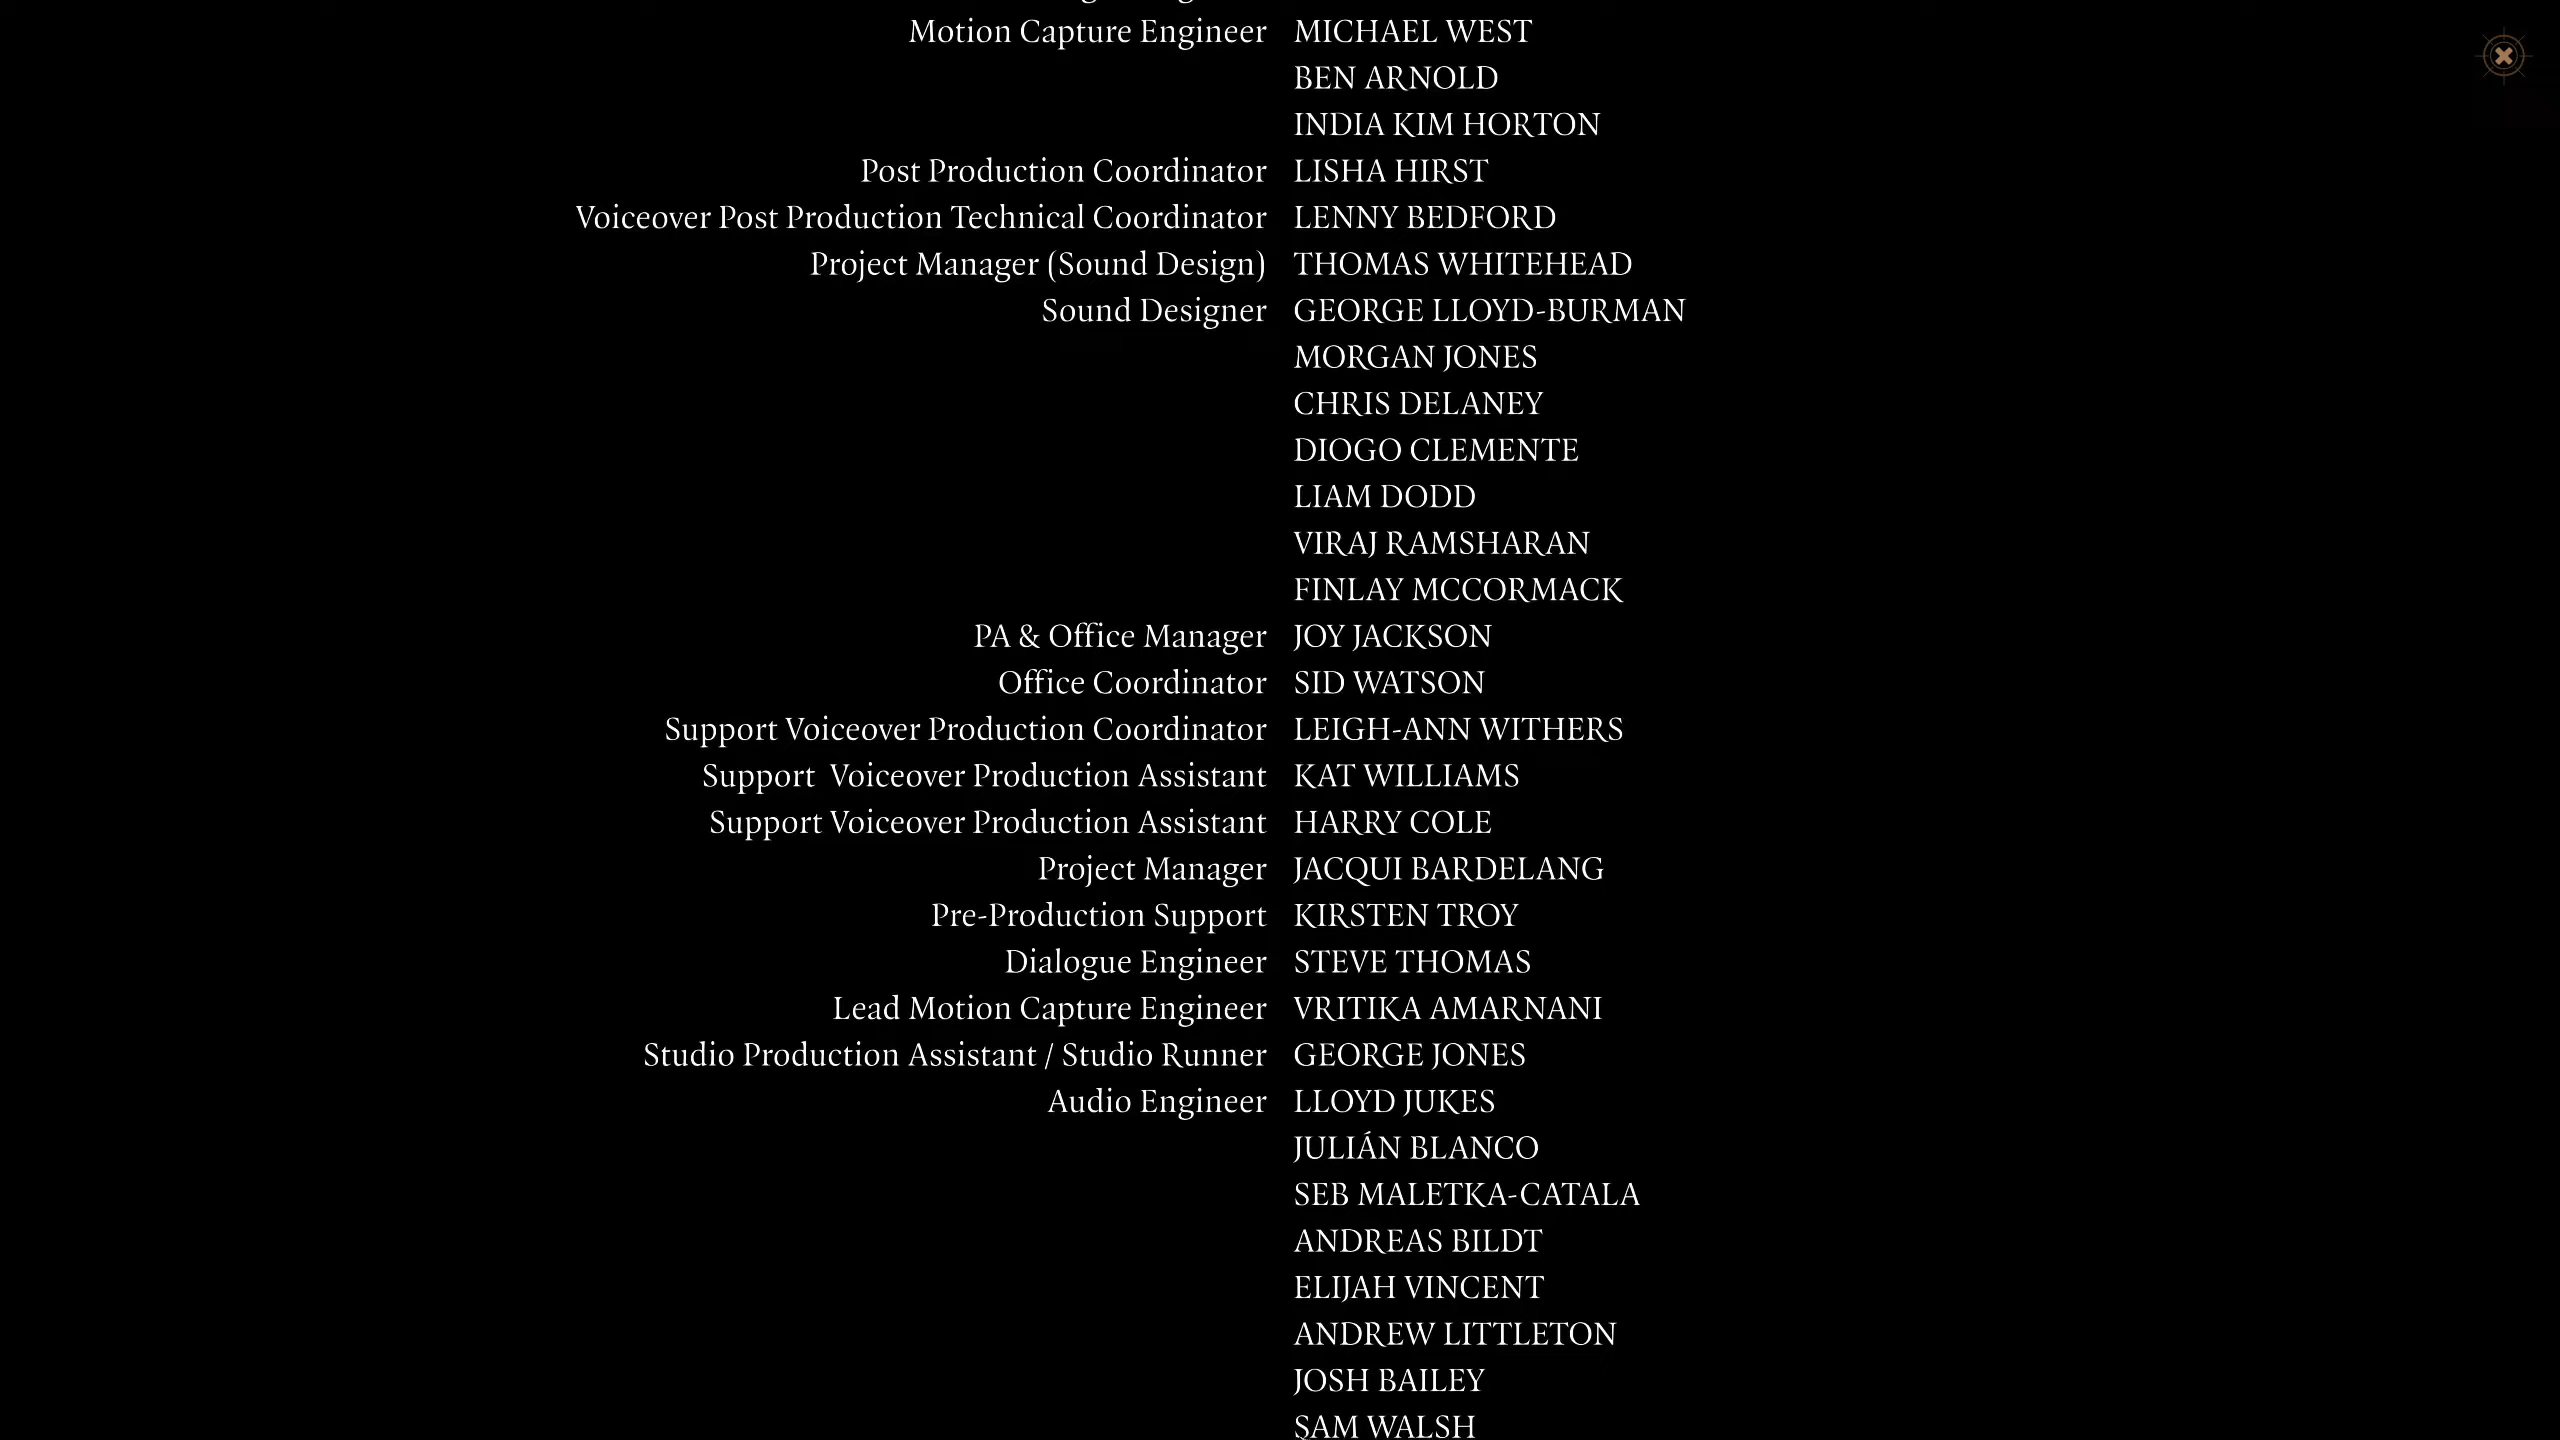 Motion Capture Engineer MICHAEL WEST
BEN ARNOLD
INDIA KIM HORTON
Post Production Coordinator LISHA HIRST
Voiceover Post Production Technical Coordinator LENNY BEDFORD
Project Manager (Sound Design) THOMAS WHITEHEAD
Sound Designer GEORGE LLOYD-BURMAN
MORGAN JONES
CHRIS DELANEY
DIOGO CLEMENTE
LIAM DODD
VIRAJ RAMSHARAN
FINLAY MCCORMACK
PA & Office Manager JOY JACKSON
Office Coordinator SID WATSON
Support Voiceover Production Coordinator LEIGH-ANN WITHERS
Support  Voiceover Production Assistant KAT WILLIAMS
Support Voiceover Production Assistant HARRY COLE
Project Manager JACQUI BARDELANG
Pre-Production Support KIRSTEN TROY
Dialogue Engineer STEVE THOMAS
Lead Motion Capture Engineer VRITIKA AMARNANI
Studio Production Assistant / Studio Runner GEORGE JONES
Audio Engineer LLOYD JUKES
JULIÁN BLANCO
SEB MALETKA-CATALA
ANDREAS BILDT
ELIJAH VINCENT
ANDREW LITTLETON
JOSH BAILEY
SAM WALSH